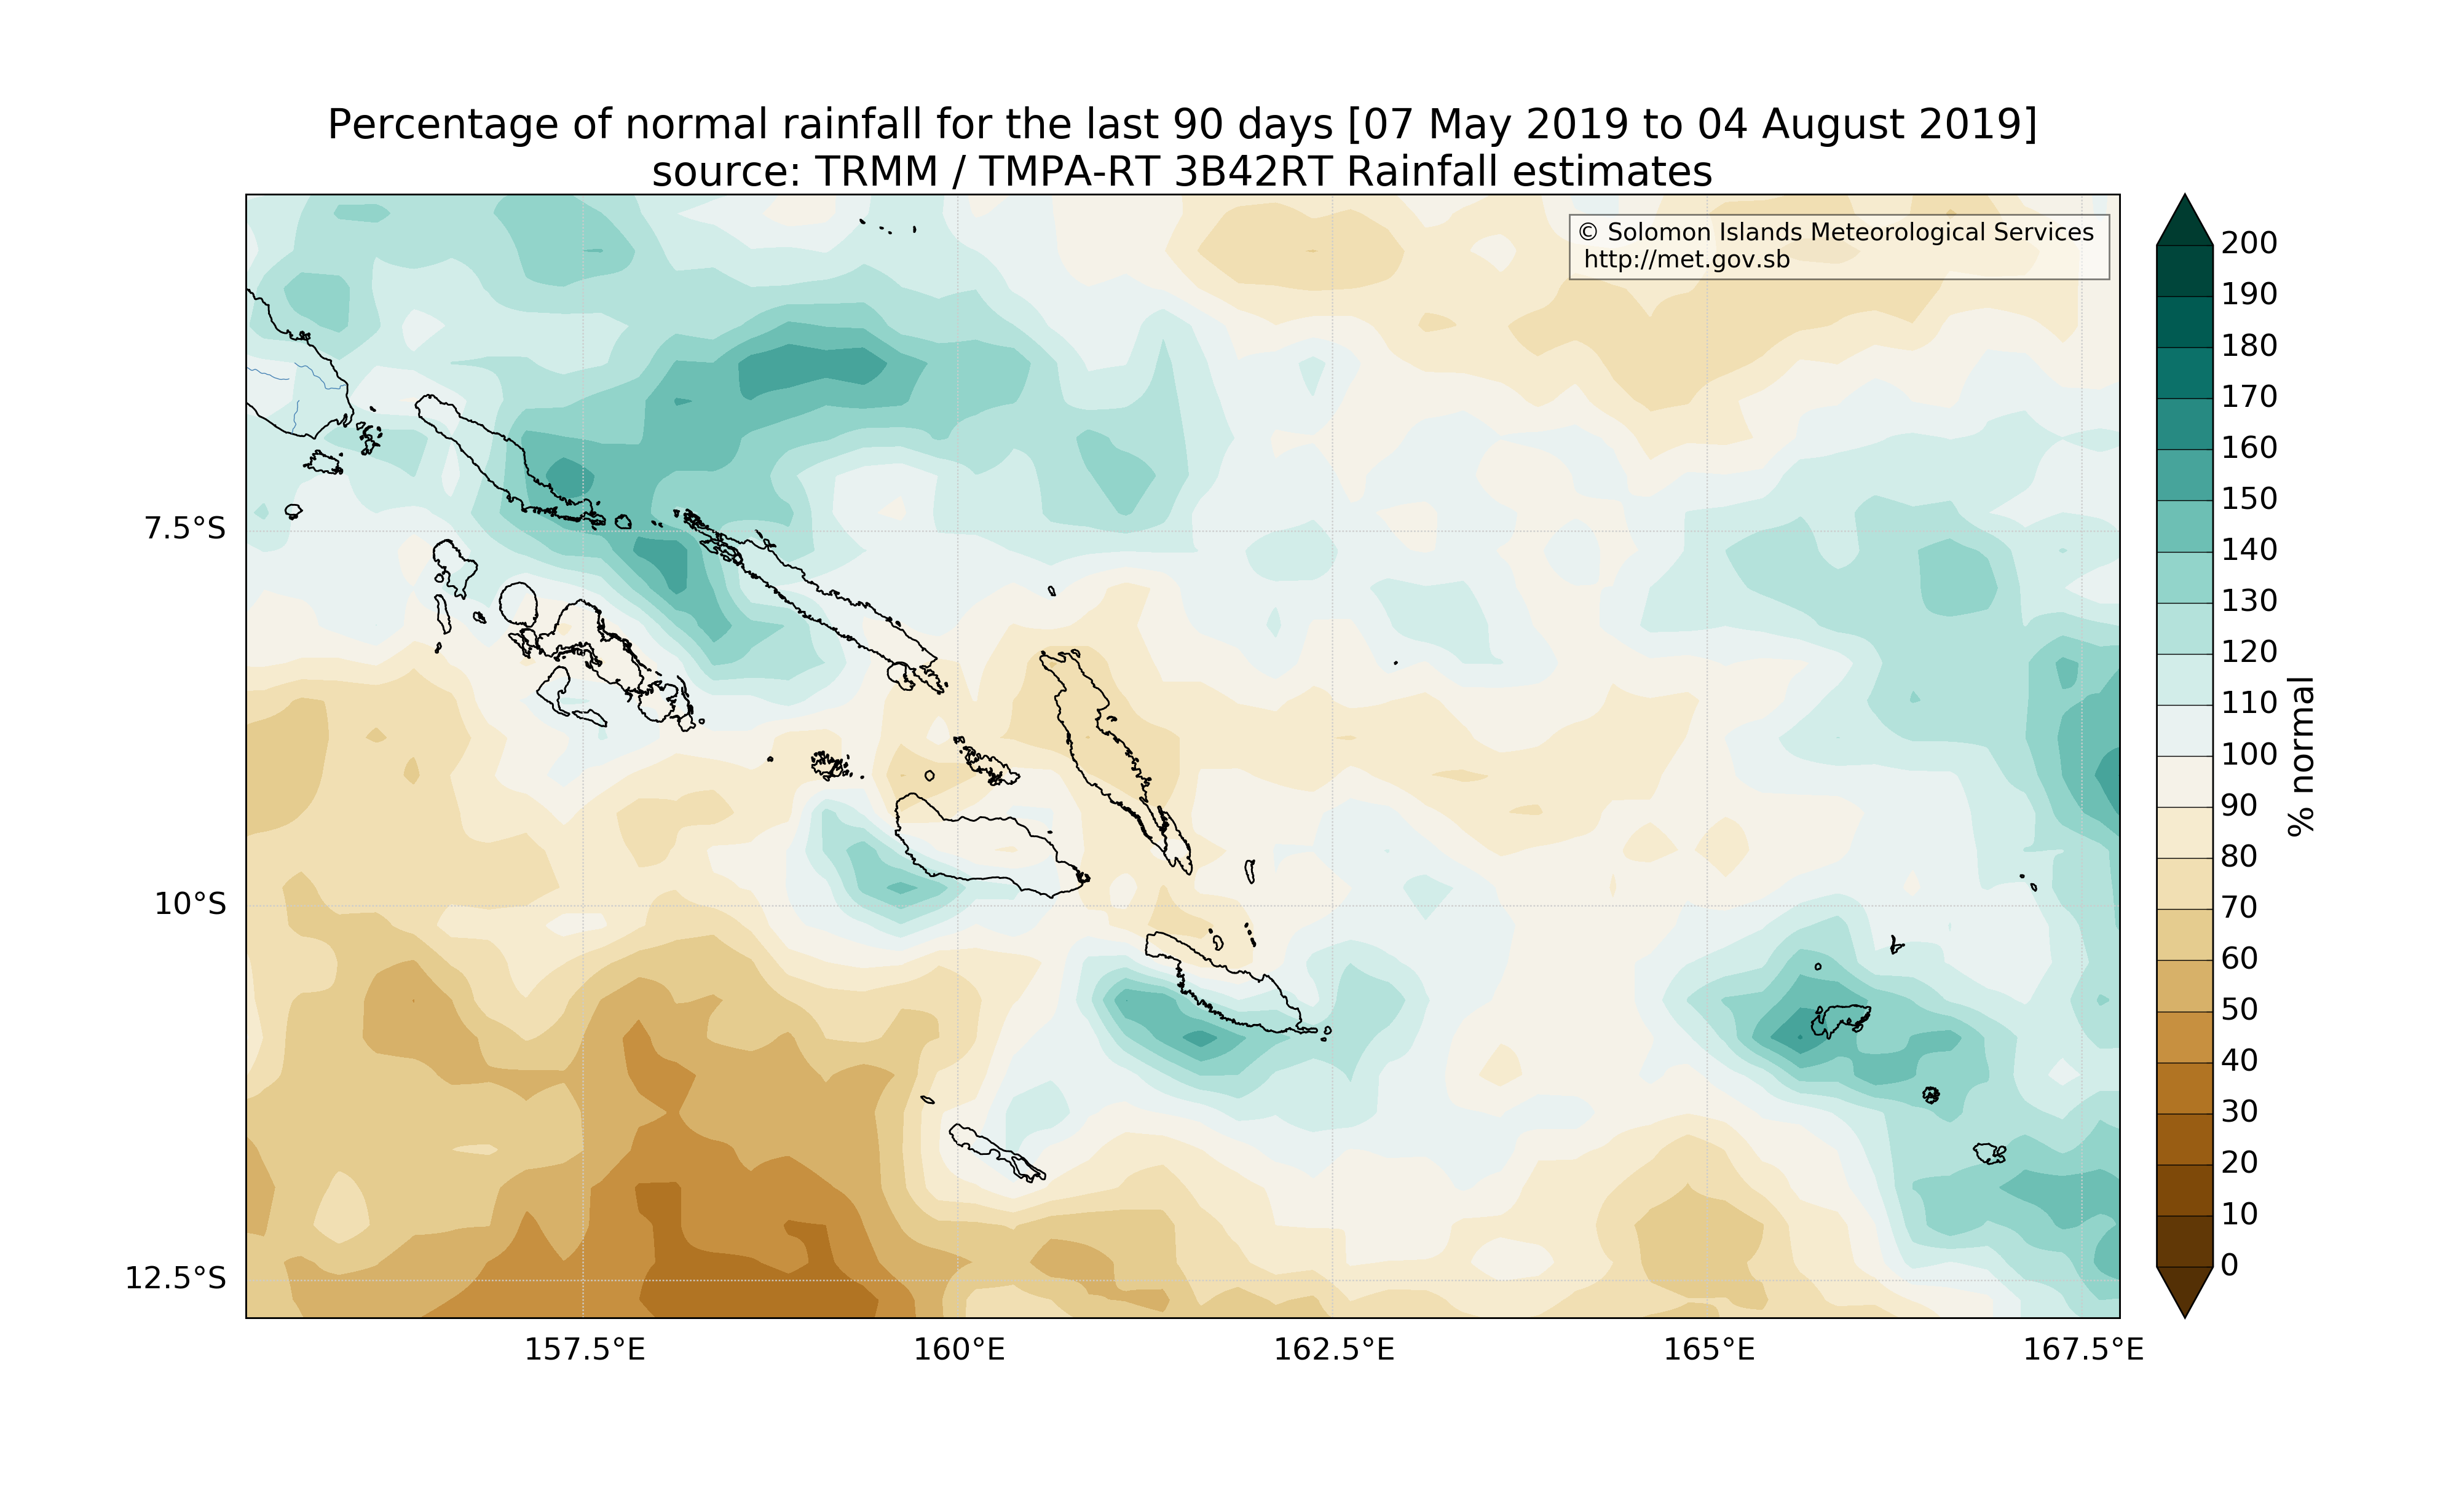 Percentage of normal rainfall for the last 90 days [07 May 2019 to 04 August 2019]
source: TRMM / TMPA-RT 3B42RT Rainfall estimates
© Solomon Islands Meteorological Services
http://met.gov.sb
7.5°S
10°S
12.5°S
157.5°E
160°E
162.5°E
165°E
167.5°E
200
190
180
170
160
150
140
130
120
110
100
90
80
70
60
50
40
30
20
10
0
% normal